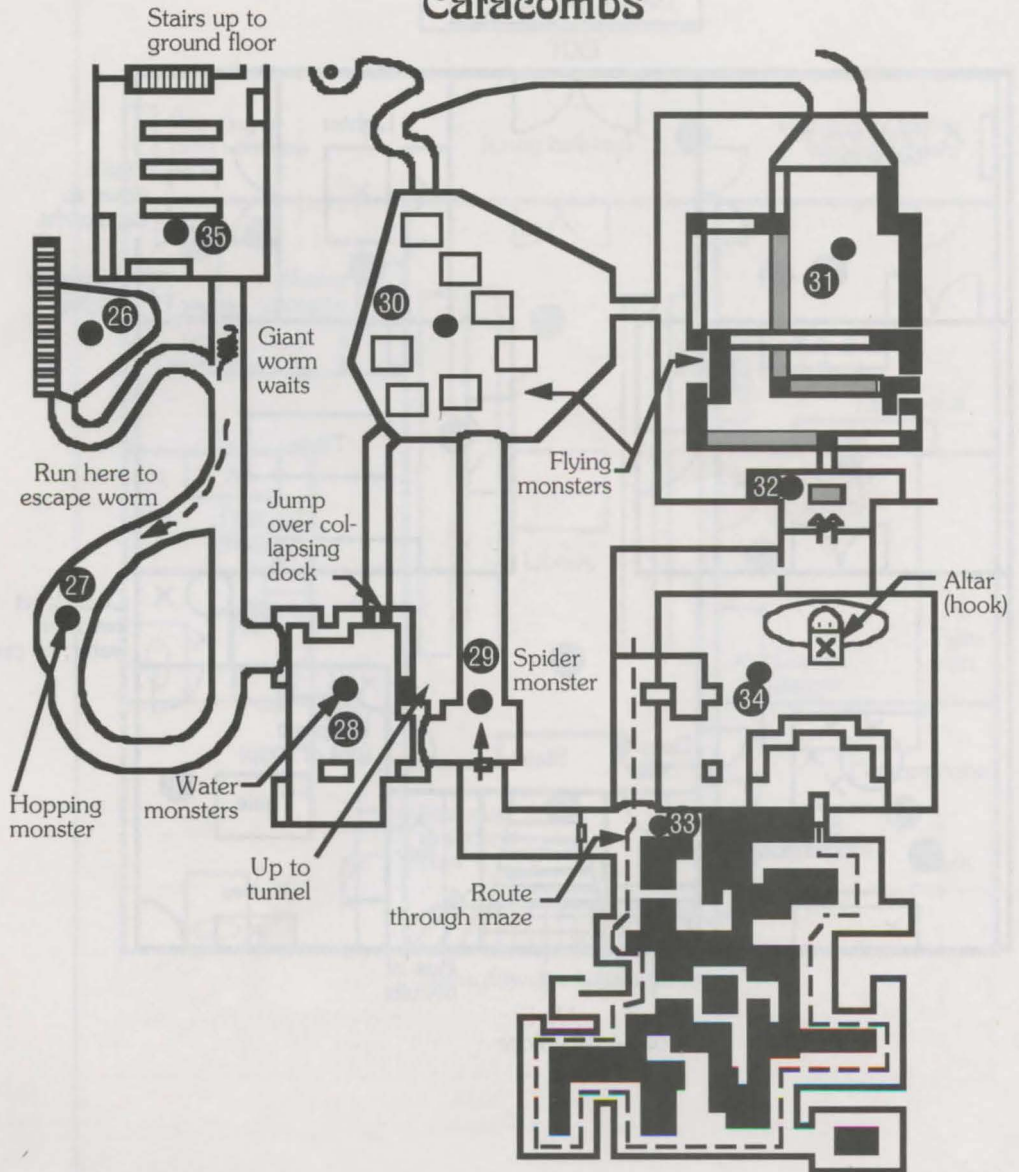 Catacombs
Stairs up to
ground floor
35
26
30
31
Giant
worm
waits
Run here to
escape worm
Flying
monsters
32
Jump
over col-
lapsing
dock
27
Altar
(hook)
29
Spider
monster
34
28
Hopping
monster
Water
monsters
33
Up to
tunnel
Route
through maze